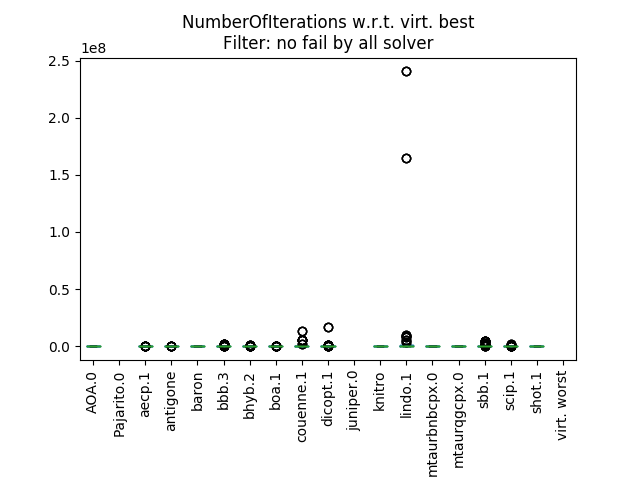 NumberOfIterations w.r.t. virt. best
Filter: no fail by all solver
1e8
2.5
2.0
1.5
1.0
0.5
0.0
AOA.0
Pajarito.0
aecp.1
antigone
baron
bbb.3
bhyb.2
boa.1
couenne.1
dicopt.1
juniper.0
knitro
lindo.1
mtaurbnbcpx.0
mtaurqgcpx.0
sbb.1
scip.1
shot.1
virt. worst